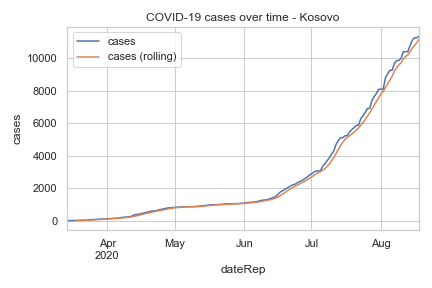 COVID-19 cases over time - Kosovo
cases
cases (rolling)
cases
10000
8000
6000
4000
2000
0
Apr
2020
May
Jun
Jul
Aug
dateRep